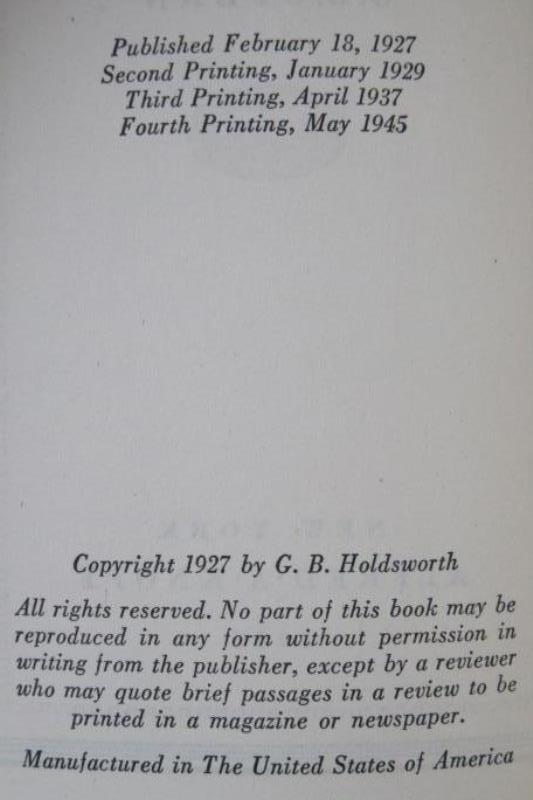 Published February 18, 1927
Second Printing, January 1929
Third Printing, April 1937
Fourth Printing, May 1945
Copyright 1927 by G. B. Holdsworth
All rights reserved. No part of this book may be
reproduced in any form without permission in
writing from the publisher, except by a reviewer
who may quote brief passages in a review to be
printed in a magazine or newspaper.
Manufactured in The United States of America